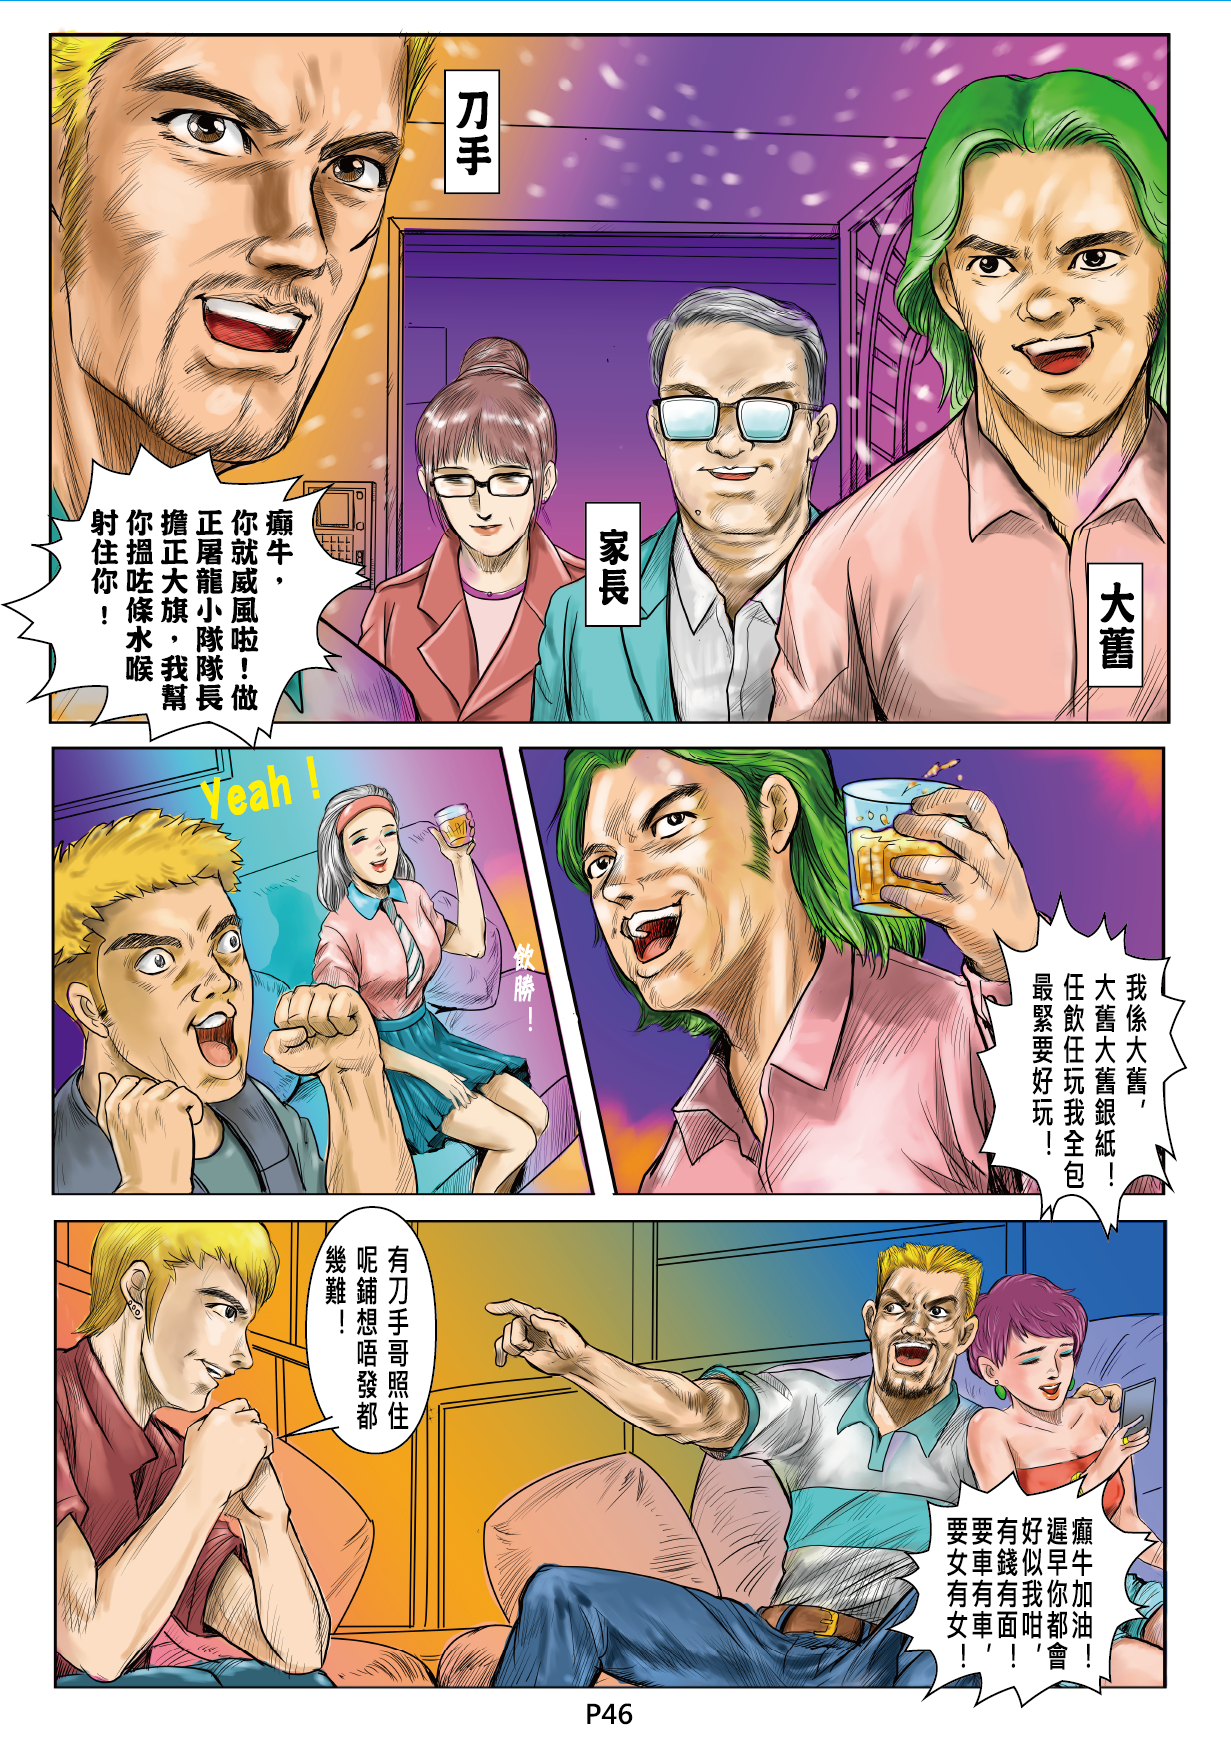 刀手
家長
大舊
癲牛，
你就威風啦！做
正屠龍小隊隊長
擔正大旗，我幫
你搵咗條水喉
射住你！
Yeah！
飲勝！
我係大舊，
大舊大舊銀紙！
任飲任玩我全包
最緊要好玩！
有刀手哥照住
呢鋪想唔發都
幾難！
癲牛加油！
遲早你都會
好似我咁，
有錢有面！
要車有車，
要女有女！
P46